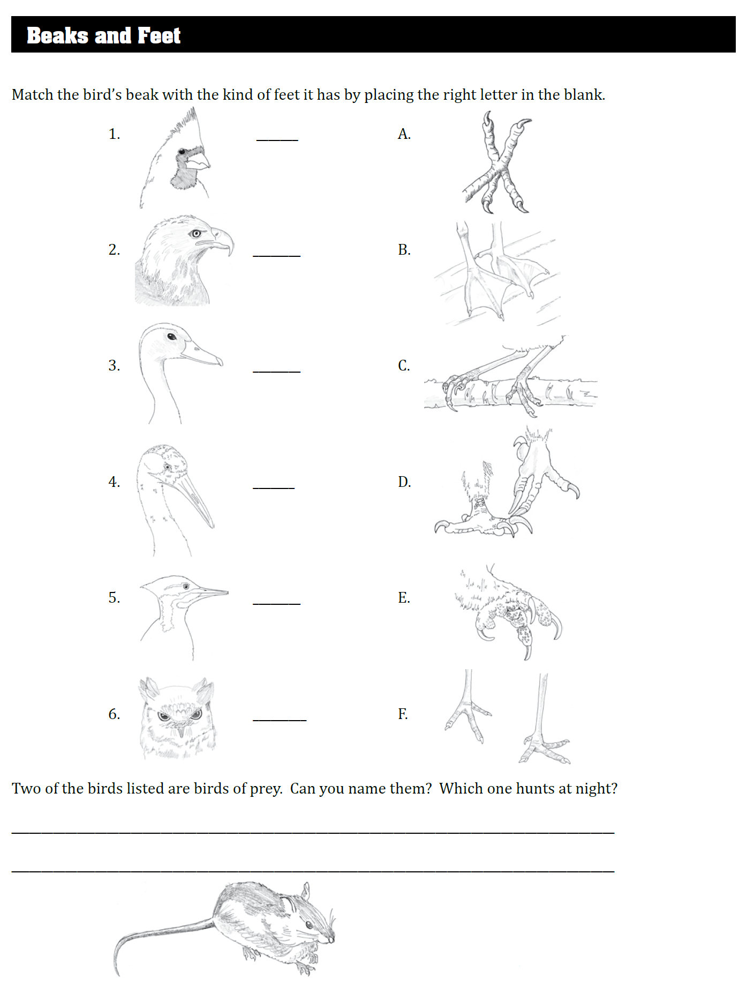 Beaks and Feet
Match the bird’s beak with the kind of feet it has by placing the right letter in the blank.
1. ______ A.
2. ______ B.
3. ______ C.
4. ______ D.
5. ______ E.
6. ______ F.
Two of the birds listed are birds of prey.  Can you name them?  Which one hunts at night?